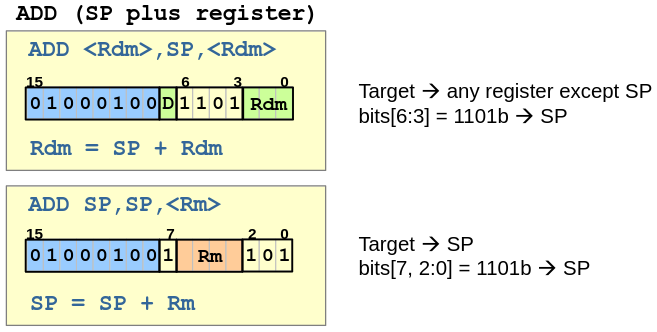 ADD (SP plus register)
ADD <Rdm>,SP,<Rdm>
15 6 3 0
0 1 0 0 0 1 0 0 D 1 1 0 1 Rdm
Rdm = SP + Rdm
Target → any register except SP
bits[6:3] = 1101b → SP
ADD SP,SP,<Rm>
15 7 2 0
0 1 0 0 0 1 0 0 1 Rm 1 0 1
SP = SP + Rm
Target → SP
bits[7, 2:0] = 1101b → SP